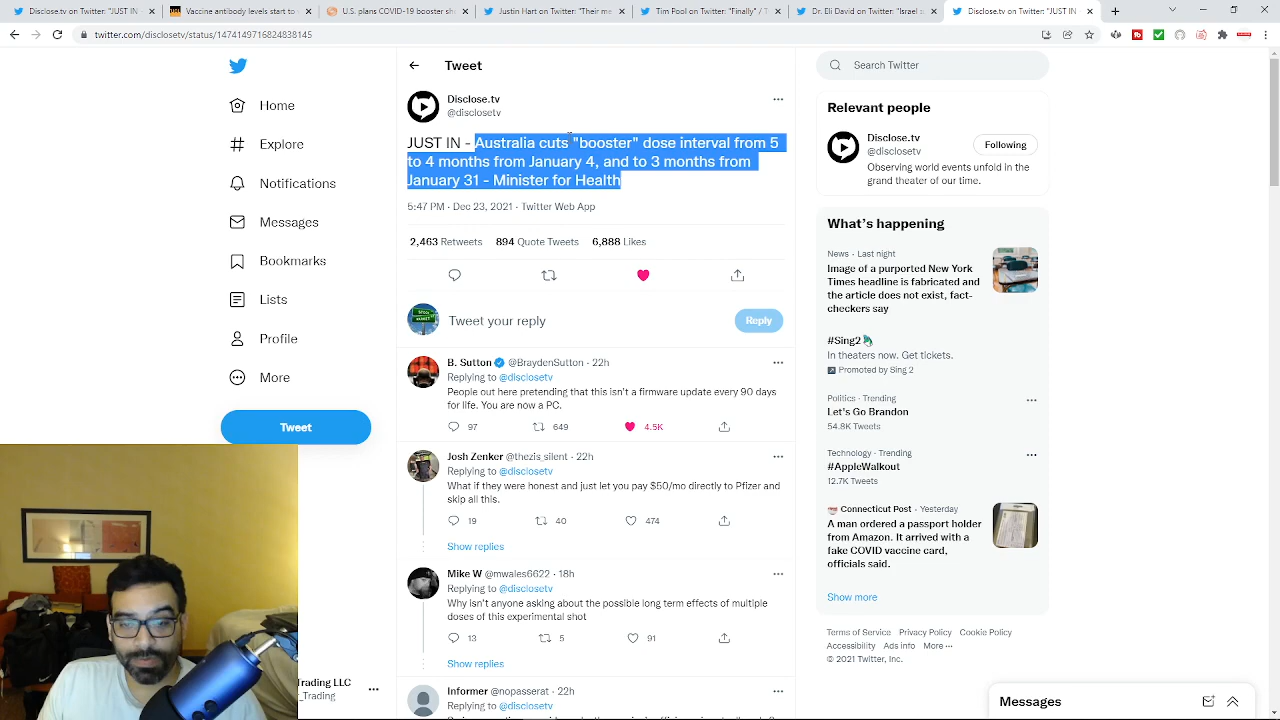 Disclose.tv on Twitter: "JUST IN
Vaccine antibody levels start to
U.S. plans COVID-19 booster sh
Justin Hart on Twitter: "Their m
Tim Pool on Twitter: "Finally" / T
Dr. Eli David on Twitter: "Israel s
Disclose.tv on Twitter: "JUST IN
twitter.com/disclosetv/status/1474149716824838145
Home
Explore
Notifications
Messages
Bookmarks
Lists
Profile
More
Tweet
Trading LLC
_Trading
Tweet
Disclose.tv
@disclosetv
JUST IN - Australia cuts "booster" dose interval from 5
to 4 months from January 4, and to 3 months from
January 31 - Minister for Health
5:47 PM · Dec 23, 2021 · Twitter Web App
2,463 Retweets 894 Quote Tweets 6,888 Likes
Tweet your reply
Reply
B. Sutton @BraydenSutton · 22h
Replying to @disclosetv
People out here pretending that this isn't a firmware update every 90 days
for life. You are now a PC.
97 649 4.5K
Josh Zenker @thezis_silent · 22h
Replying to @disclosetv
What if they were honest and just let you pay $50/mo directly to Pfizer and
skip all this.
19 40 474
Show replies
Mike W @mwales6622 · 18h
Replying to @disclosetv
Why isn't anyone asking about the possible long term effects of multiple
doses of this experimental shot
13 5 91
Show replies
Informer @nopasserat · 22h
Replying to @disclosetv
Search Twitter
Relevant people
Disclose.tv
@disclosetv
Following
Observing world events unfold in the
grand theater of our time.
What's happening
News · Last night
Image of a purported New York
Times headline is fabricated and
the article does not exist, fact-
checkers say
#Sing2
In theaters now. Get tickets.
Promoted by Sing 2
Politics · Trending
Let's Go Brandon
54.8K Tweets
Technology · Trending
#AppleWalkout
12.7K Tweets
Connecticut Post · Yesterday
A man ordered a passport holder
from Amazon. It arrived with a
fake COVID vaccine card,
officials said.
Show more
Terms of Service Privacy Policy Cookie Policy
Accessibility Ads info More
© 2021 Twitter, Inc.
Messages